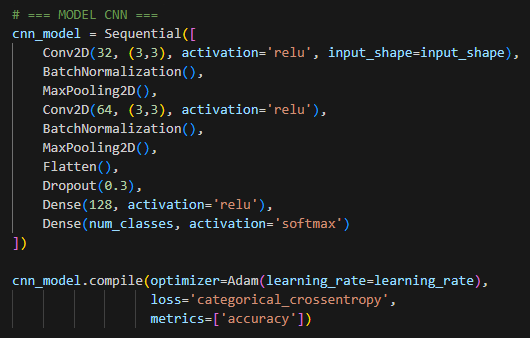 # === MODEL CNN ===
cnn_model = Sequential([
    Conv2D(32, (3,3), activation='relu', input_shape=input_shape),
    BatchNormalization(),
    MaxPooling2D(),
    Conv2D(64, (3,3), activation='relu'),
    BatchNormalization(),
    MaxPooling2D(),
    Flatten(),
    Dropout(0.3),
    Dense(128, activation='relu'),
    Dense(num_classes, activation='softmax')
])
cnn_model.compile(optimizer=Adam(learning_rate=learning_rate),
                  loss='categorical_crossentropy',
                  metrics=['accuracy'])